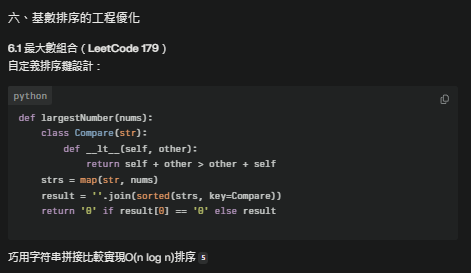 六、基數排序的工程優化
6.1 最大數組合（LeetCode 179）
自定義排序鍵設計：
python
def largestNumber(nums):
    class Compare(str):
        def __lt__(self, other):
            return self + other > other + self
    strs = map(str, nums)
    result = ''.join(sorted(strs, key=Compare))
    return '0' if result[0] == '0' else result
巧用字符串拼接比較實現O(n log n)排序 5